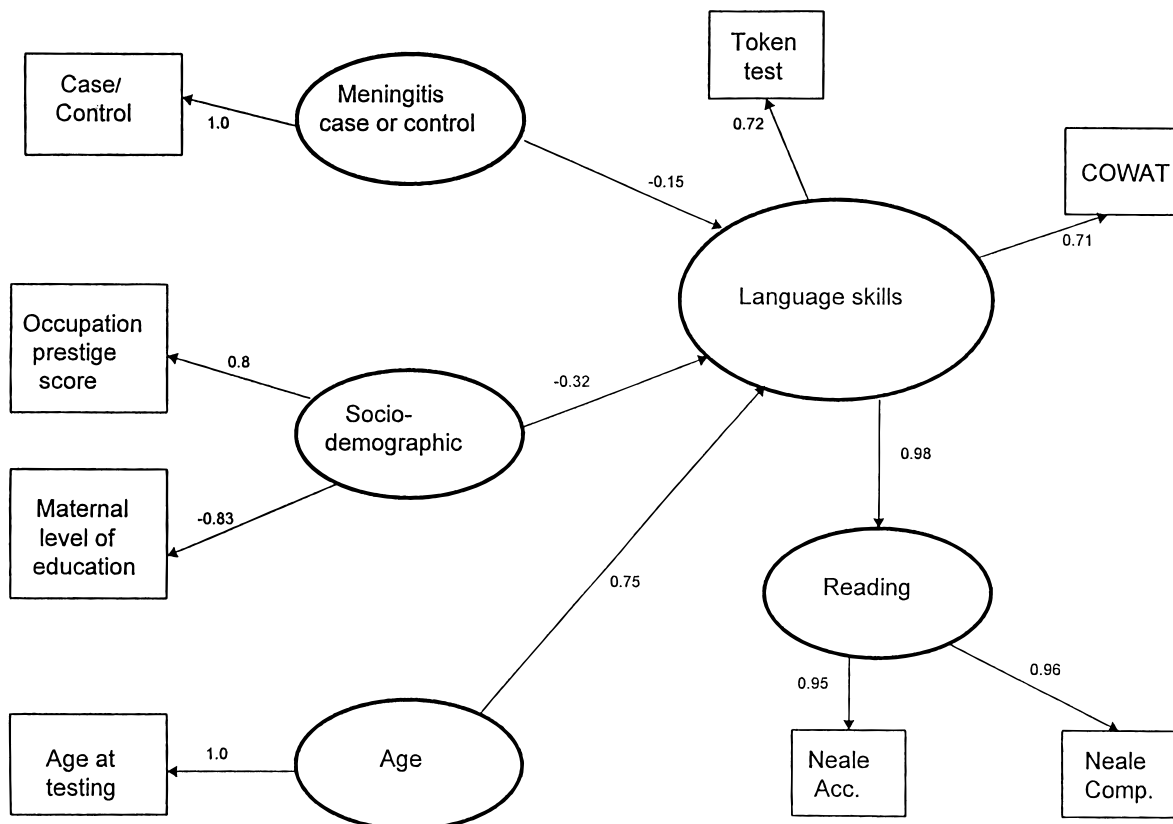 Case/
Control
1.0
Meningitis
case or control
Token
test
0.72
COWAT
0.71
-0.15
Language skills
Occupation
prestige
score
0.8
Socio-
demographic
-0.32
Maternal
level of
education
-0.83
0.98
0.75
Reading
0.95
0.96
Age at
testing
1.0
Age
Neale
Acc.
Neale
Comp.